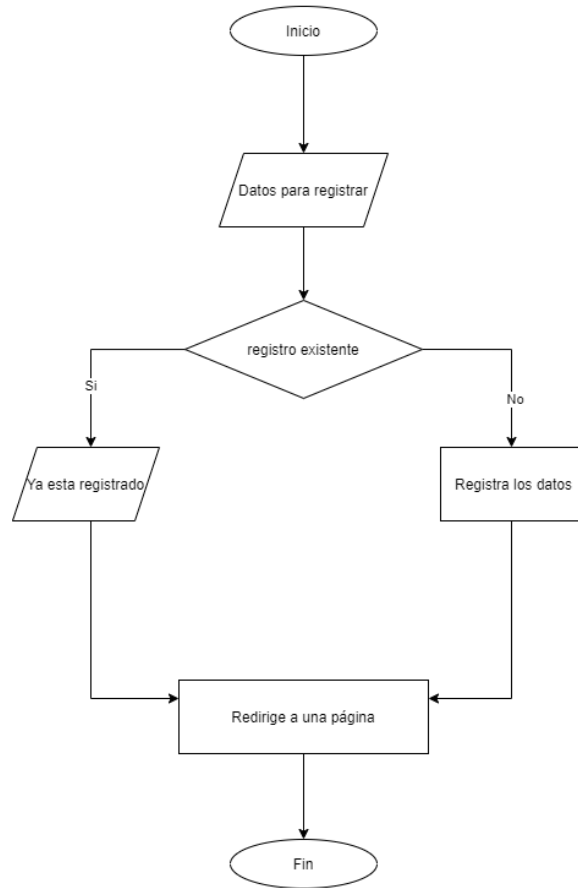 Inicio
Datos para registrar
registro existente
Si
No
Ya esta registrado
Registra los datos
Redirige a una página
Fin